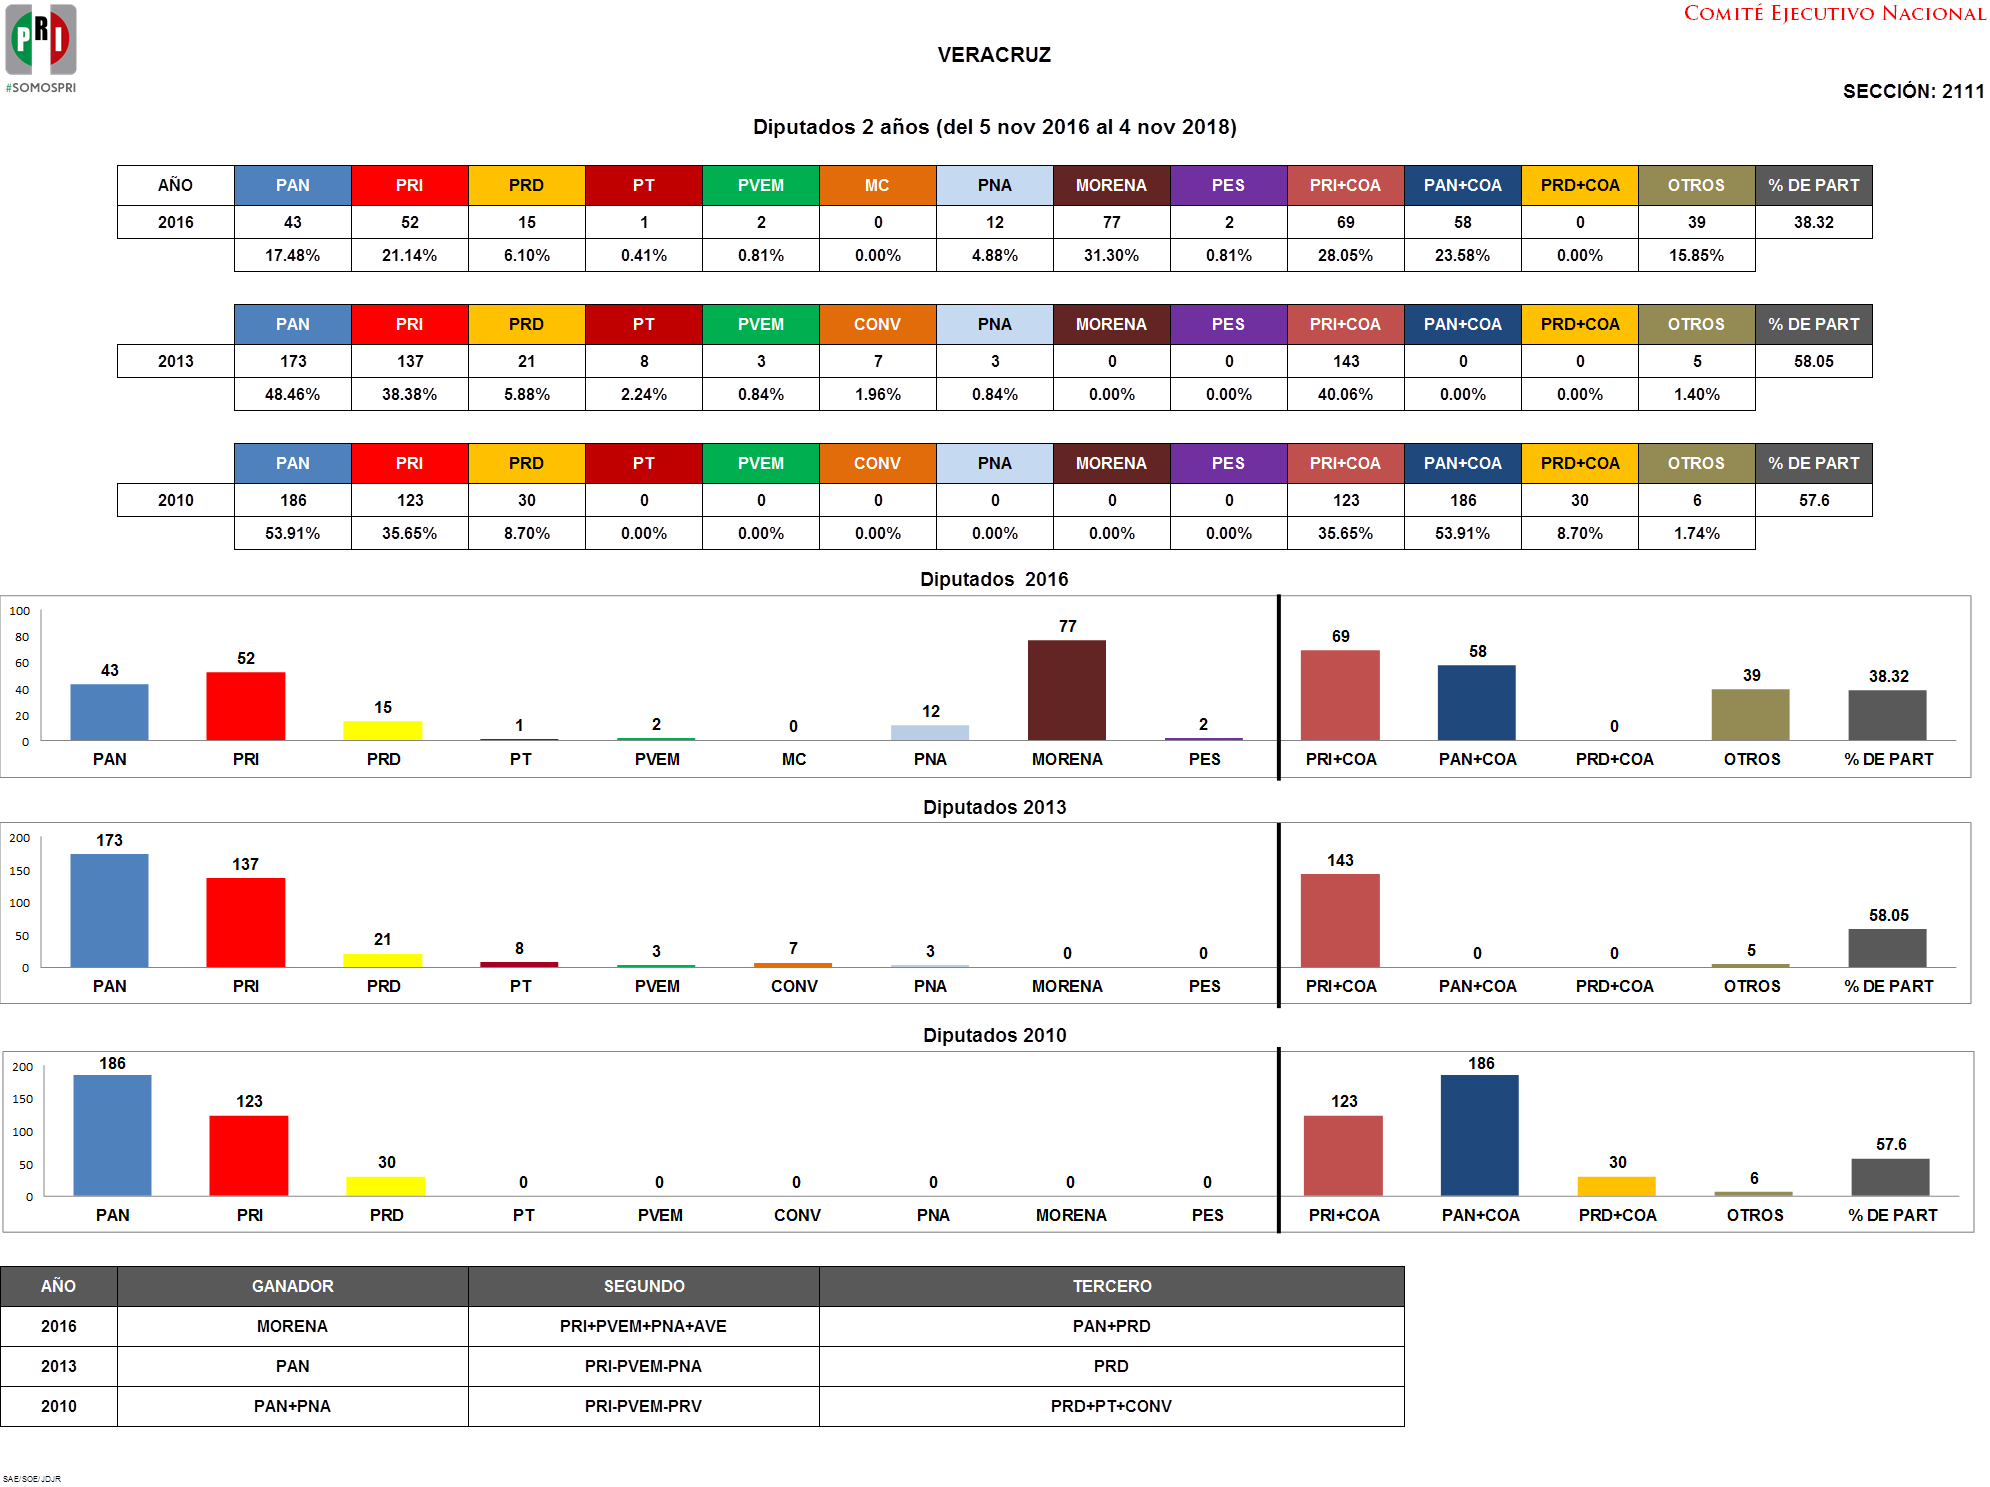 PRI
#SOMOSPRI
COMITÉ EJECUTIVO NACIONAL
VERACRUZ
SECCIÓN: 2111
Diputados 2 años (del 5 nov 2016 al 4 nov 2018)
AÑO PAN PRI PRD PT PVEM MC PNA MORENA PES PRI+COA PAN+COA PRD+COA OTROS % DE PART
2016 43 52 15 1 2 0 12 77 2 69 58 0 39 38.32
17.48% 21.14% 6.10% 0.41% 0.81% 0.00% 4.88% 31.30% 0.81% 28.05% 23.58% 0.00% 15.85%
PAN PRI PRD PT PVEM CONV PNA MORENA PES PRI+COA PAN+COA PRD+COA OTROS % DE PART
2013 173 137 21 8 3 7 3 0 0 143 0 0 5 58.05
48.46% 38.38% 5.88% 2.24% 0.84% 1.96% 0.84% 0.00% 0.00% 40.06% 0.00% 0.00% 1.40%
PAN PRI PRD PT PVEM CONV PNA MORENA PES PRI+COA PAN+COA PRD+COA OTROS % DE PART
2010 186 123 30 0 0 0 0 0 0 123 186 30 6 57.6
53.91% 35.65% 8.70% 0.00% 0.00% 0.00% 0.00% 0.00% 0.00% 35.65% 53.91% 8.70% 1.74%
Diputados 2016
100
80
60
40
20
0
43 52 15 1 2 0 12 77 2 69 58 0 39 38.32
PAN PRI PRD PT PVEM MC PNA MORENA PES PRI+COA PAN+COA PRD+COA OTROS % DE PART
Diputados 2013
200
150
100
50
0
173 137 21 8 3 7 3 0 0 143 0 0 5 58.05
PAN PRI PRD PT PVEM CONV PNA MORENA PES PRI+COA PAN+COA PRD+COA OTROS % DE PART
Diputados 2010
200
150
100
50
0
186 123 30 0 0 0 0 0 0 123 186 30 6 57.6
PAN PRI PRD PT PVEM CONV PNA MORENA PES PRI+COA PAN+COA PRD+COA OTROS % DE PART
AÑO GANADOR SEGUNDO TERCERO
2016 MORENA PRI+PVEM+PNA+AVE PAN+PRD
2013 PAN PRI-PVEM-PNA PRD
2010 PAN+PNA PRI-PVEM-PRV PRD+PT+CONV
SAE/SOE/JDJR